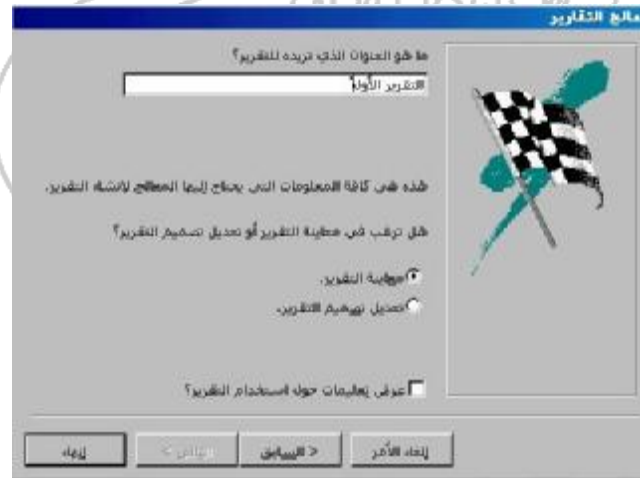 معالج التقارير
ما هو العنوان الذي تريده للتقرير؟
التقرير الأول
هذه هي كافة المعلومات التي يحتاج إليها المعالج لإنشاء التقرير.
هل ترغب في معاينة التقرير أو تعديل تصميم التقرير؟
معاينة التقرير.
تعديل تصميم التقرير.
عرض تعليمات حول استخدام التقرير؟
إلغاء الأمر
< السابق
التالي >
إنهاء